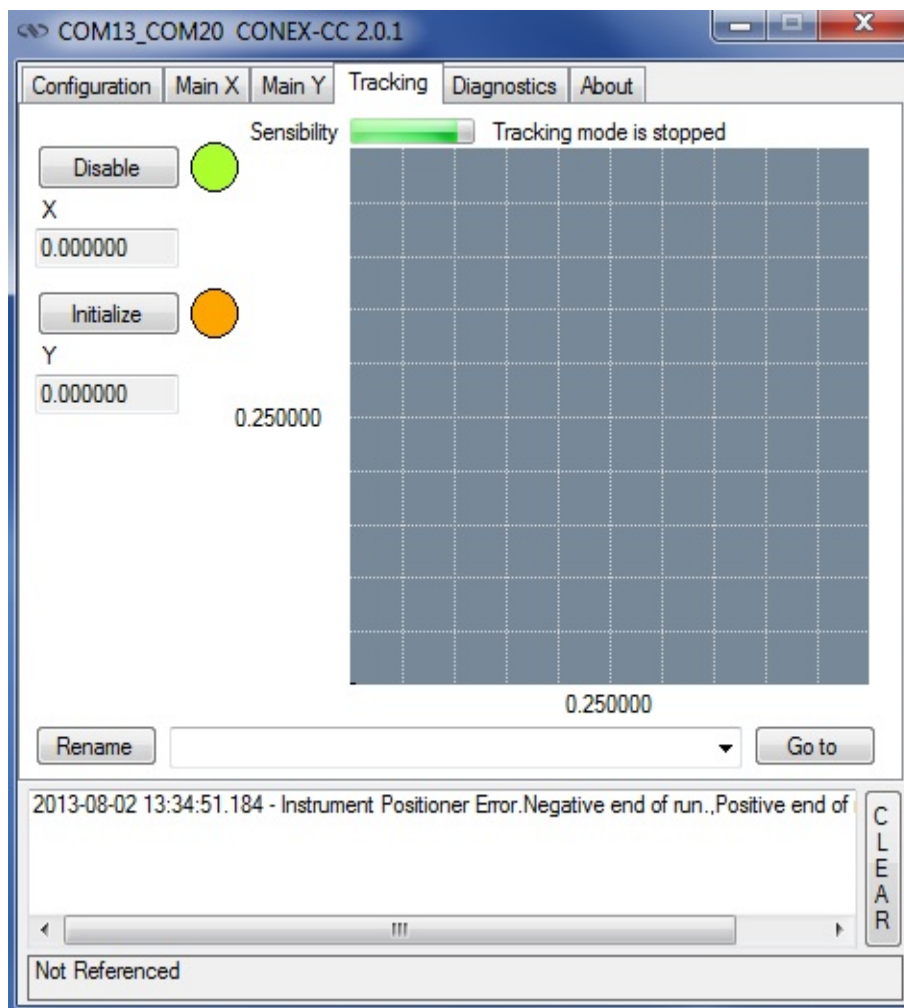 COM13_COM20 CONEX-CC 2.0.1
Configuration Main X Main Y Tracking Diagnostics About
Sensibility Tracking mode is stopped
Disable
X
0.000000
Initialize
Y
0.000000
0.250000
0.250000
Rename Go to
2013-08-02 13:34:51.184 - Instrument Positioner Error.Negative end of run.,Positive end of
CLEAR
Not Referenced